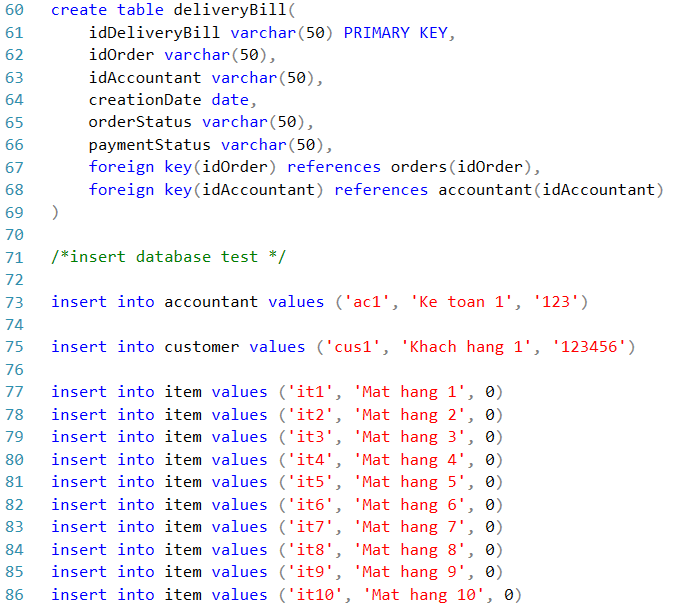 60 create table deliveryBill(
61     idDeliveryBill varchar(50) PRIMARY KEY,
62     idOrder varchar(50),
63     idAccountant varchar(50),
64     creationDate date,
65     orderStatus varchar(50),
66     paymentStatus varchar(50),
67     foreign key(idOrder) references orders(idOrder),
68     foreign key(idAccountant) references accountant(idAccountant)
69 )
70
71 /*insert database test */
72
73 insert into accountant values ('ac1', 'Ke toan 1', '123')
74
75 insert into customer values ('cus1', 'Khach hang 1', '123456')
76
77 insert into item values ('it1', 'Mat hang 1', 0)
78 insert into item values ('it2', 'Mat hang 2', 0)
79 insert into item values ('it3', 'Mat hang 3', 0)
80 insert into item values ('it4', 'Mat hang 4', 0)
81 insert into item values ('it5', 'Mat hang 5', 0)
82 insert into item values ('it6', 'Mat hang 6', 0)
83 insert into item values ('it7', 'Mat hang 7', 0)
84 insert into item values ('it8', 'Mat hang 8', 0)
85 insert into item values ('it9', 'Mat hang 9', 0)
86 insert into item values ('it10', 'Mat hang 10', 0)